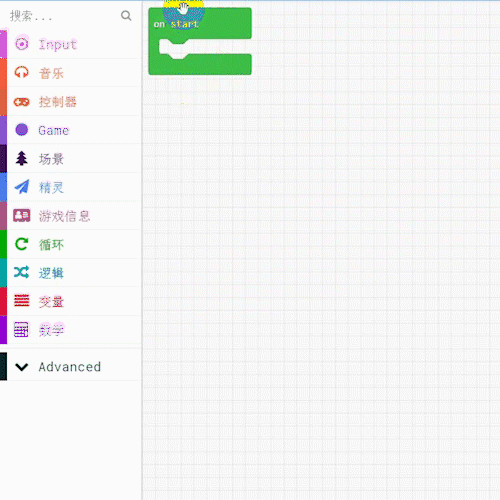 搜索...
on start
Input
音乐
控制器
Game
场景
精灵
游戏信息
循环
逻辑
变量
数学
Advanced